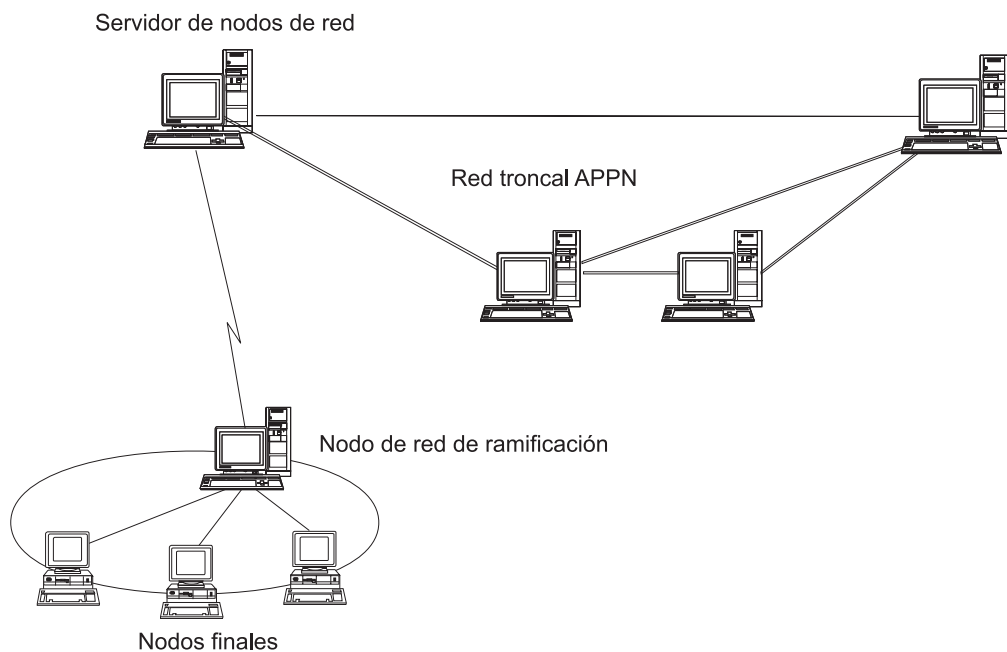 Servidor de nodos de red
Red troncal APPN
Nodo de red de ramificación
Nodos finales